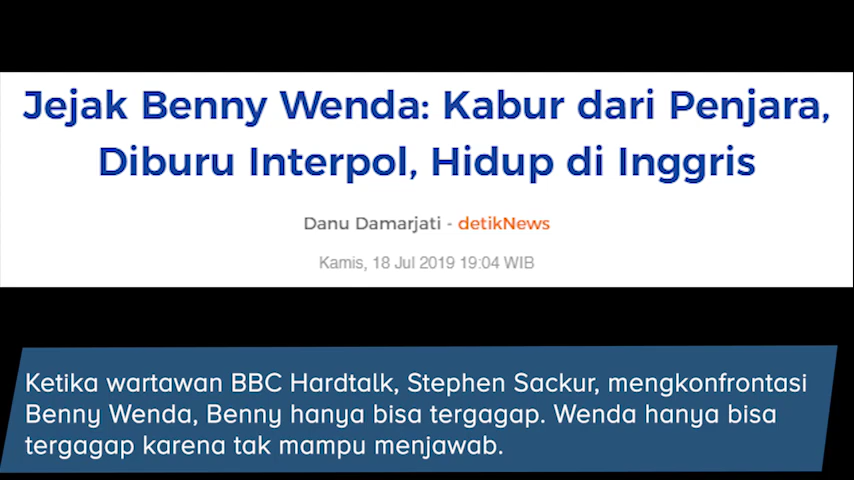 Jejak Benny Wenda: Kabur dari Penjara,
Diburu Interpol, Hidup di Inggris
Danu Damarjati - detikNews
Kamis, 18 Jul 2019 19:04 WIB
Ketika wartawan BBC Hardtalk, Stephen Sackur, mengkonfrontasi
Benny Wenda, Benny hanya bisa tergagap. Wenda hanya bisa
tergagap karena tak mampu menjawab.